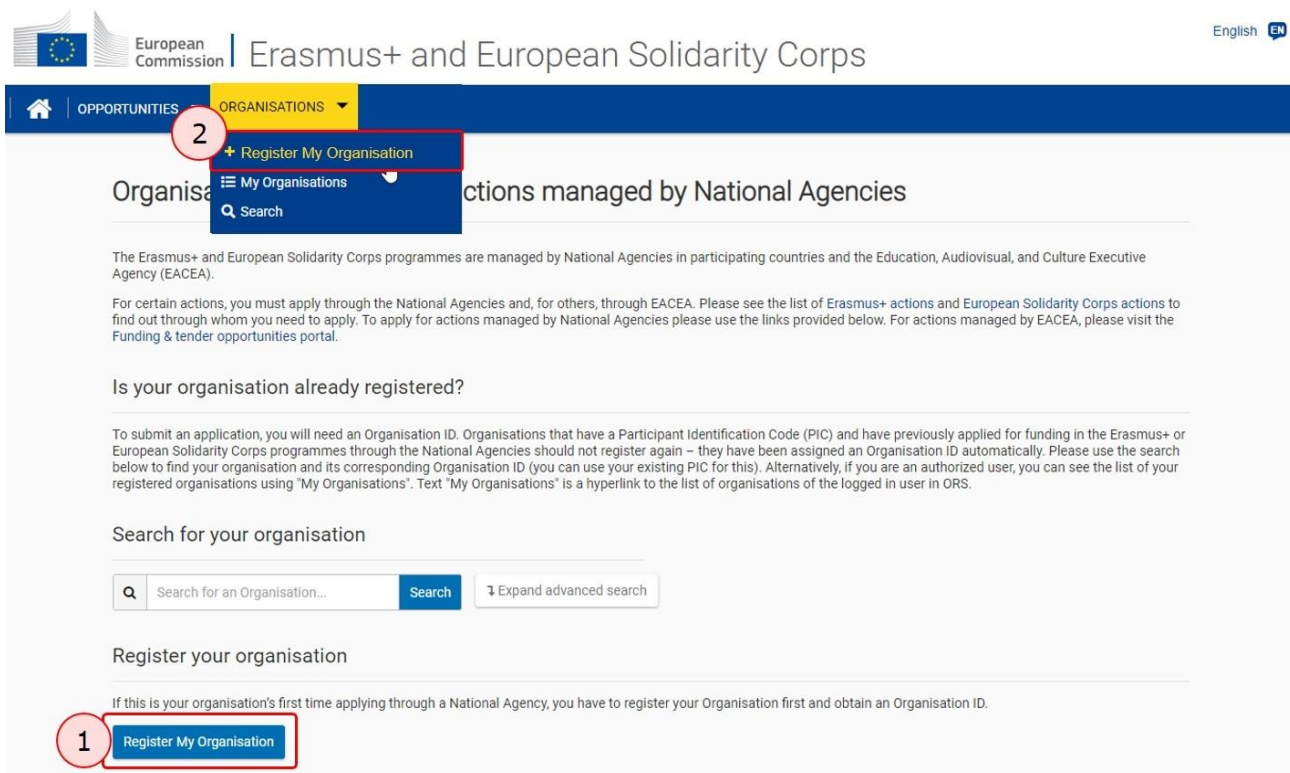 European
Commission
Erasmus+ and European Solidarity Corps
English EN
OPPORTUNITIES
ORGANISATIONS
2
+ Register My Organisation
My Organisations
Search
Organisa ctions managed by National Agencies
The Erasmus+ and European Solidarity Corps programmes are managed by National Agencies in participating countries and the Education, Audiovisual, and Culture Executive
Agency (EACEA).
For certain actions, you must apply through the National Agencies and, for others, through EACEA. Please see the list of Erasmus+ actions and European Solidarity Corps actions to
find out through whom you need to apply. To apply for actions managed by National Agencies please use the links provided below. For actions managed by EACEA, please visit the
Funding & tender opportunities portal.
Is your organisation already registered?
To submit an application, you will need an Organisation ID. Organisations that have a Participant Identification Code (PIC) and have previously applied for funding in the Erasmus+ or
European Solidarity Corps programmes through the National Agencies should not register again – they have been assigned an Organisation ID automatically. Please use the search
below to find your organisation and its corresponding Organisation ID (you can use your existing PIC for this). Alternatively, if you are an authorized user, you can see the list of your
registered organisations using "My Organisations". Text "My Organisations" is a hyperlink to the list of organisations of the logged in user in ORS.
Search for your organisation
Search for an Organisation... Search Expand advanced search
Register your organisation
If this is your organisation's first time applying through a National Agency, you have to register your Organisation first and obtain an Organisation ID.
1 Register My Organisation